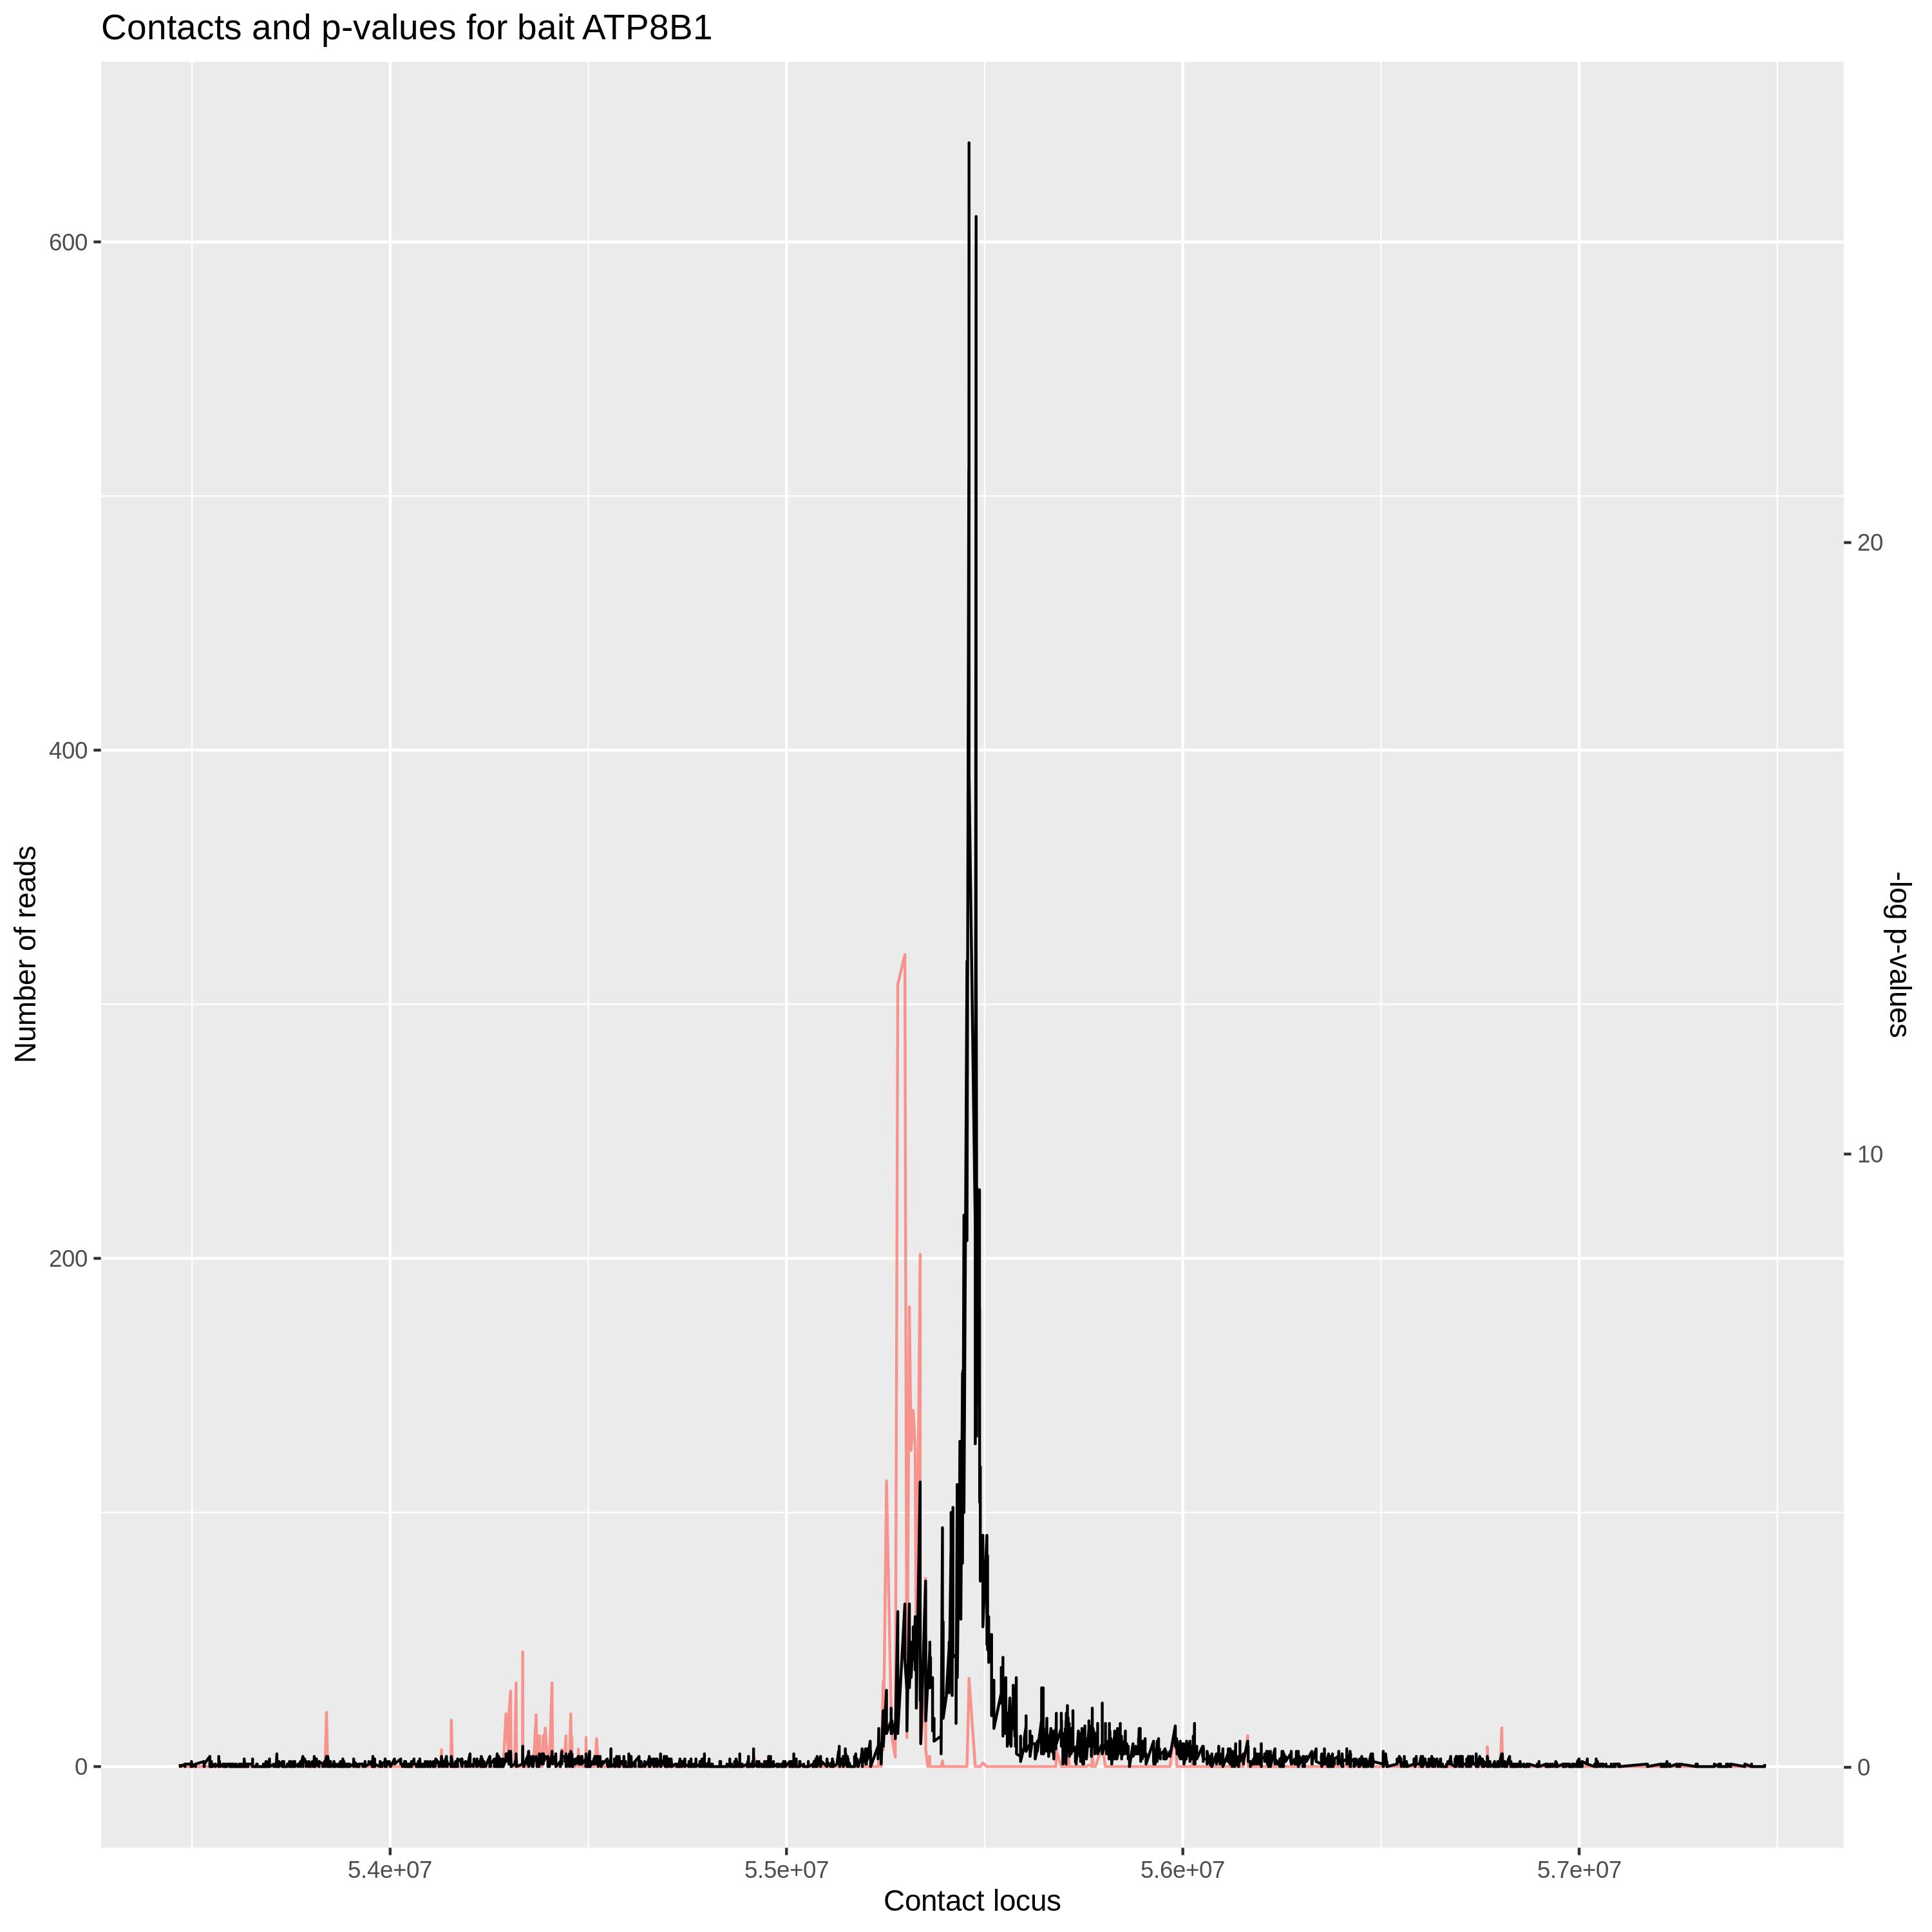 Contacts and p-values for bait ATP8B1
600
400
200
0
Number of reads
20
10
0
-log p-values
5.4e+07
5.5e+07
5.6e+07
5.7e+07
Contact locus